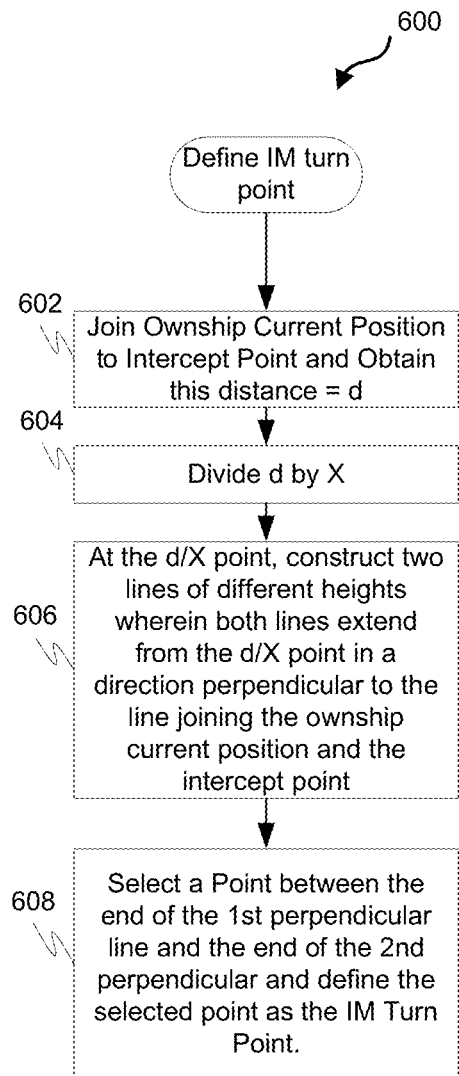 600
Define IM turn
point
602
Join Ownship Current Position
to Intercept Point and Obtain
this distance = d
604
Divide d by X
606
At the d/X point, construct two
lines of different heights
wherein both lines extend
from the d/X point in a
direction perpendicular to the
line joining the ownship
current position and the
intercept point
608
Select a Point between the
end of the 1st perpendicular
line and the end of the 2nd
perpendicular and define the
selected point as the IM Turn
Point.